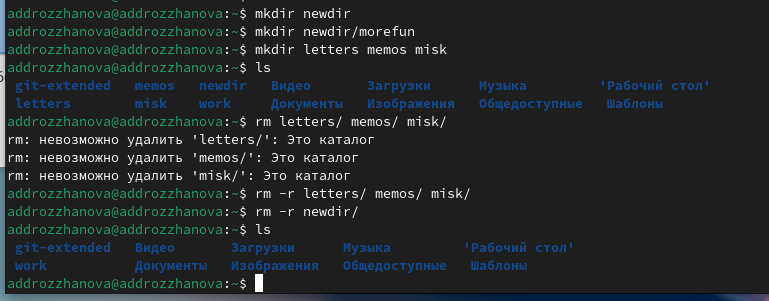 addrozzhanova@addrozzhanova:~$ mkdir newdir
addrozzhanova@addrozzhanova:~$ mkdir newdir/morefun
addrozzhanova@addrozzhanova:~$ mkdir letters memos misk
addrozzhanova@addrozzhanova:~$ ls
git-extended memos newdir Видео Загрузки Музыка 'Рабочий стол'
letters misk work Документы Изображения Общедоступные Шаблоны
addrozzhanova@addrozzhanova:~$ rm letters/ memos/ misk/
rm: невозможно удалить 'letters/': Это каталог
rm: невозможно удалить 'memos/': Это каталог
rm: невозможно удалить 'misk/': Это каталог
addrozzhanova@addrozzhanova:~$ rm -r letters/ memos/ misk/
addrozzhanova@addrozzhanova:~$ rm -r newdir/
addrozzhanova@addrozzhanova:~$ ls
git-extended Видео Загрузки Музыка 'Рабочий стол'
work Документы Изображения Общедоступные Шаблоны
addrozzhanova@addrozzhanova:~$